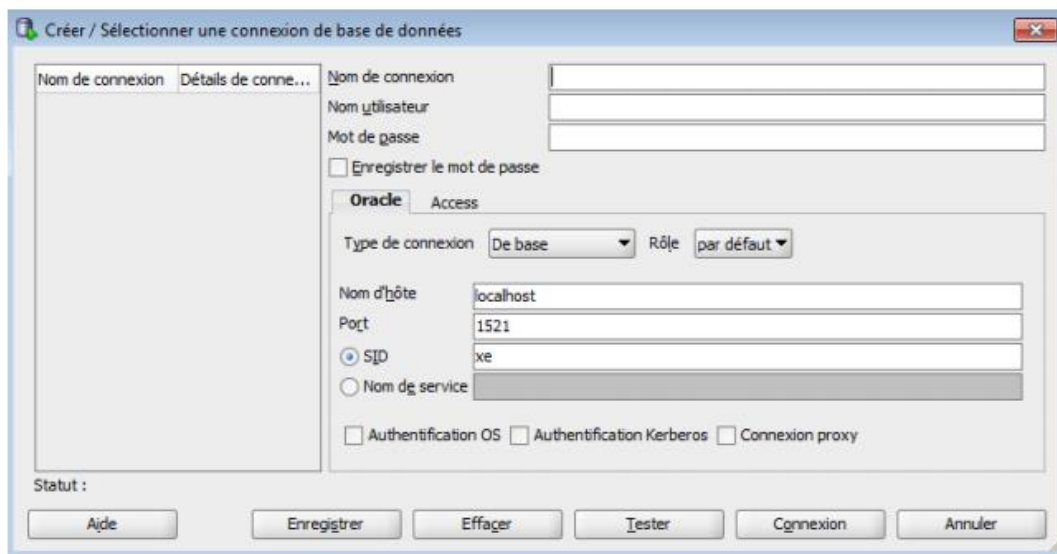 Créer / Sélectionner une connexion de base de données
Nom de connexion Détails de conne...
Nom de connexion
Nom utilisateur
Mot de passe
Enregistrer le mot de passe
Oracle Access
Type de connexion De base Rôle par défaut
Nom d'hôte localhost
Port 1521
SID xe
Nom de service
Authentification OS Authentification Kerberos Connexion proxy
Statut :
Aide Enregistrer Effacer Tester Connexion Annuler